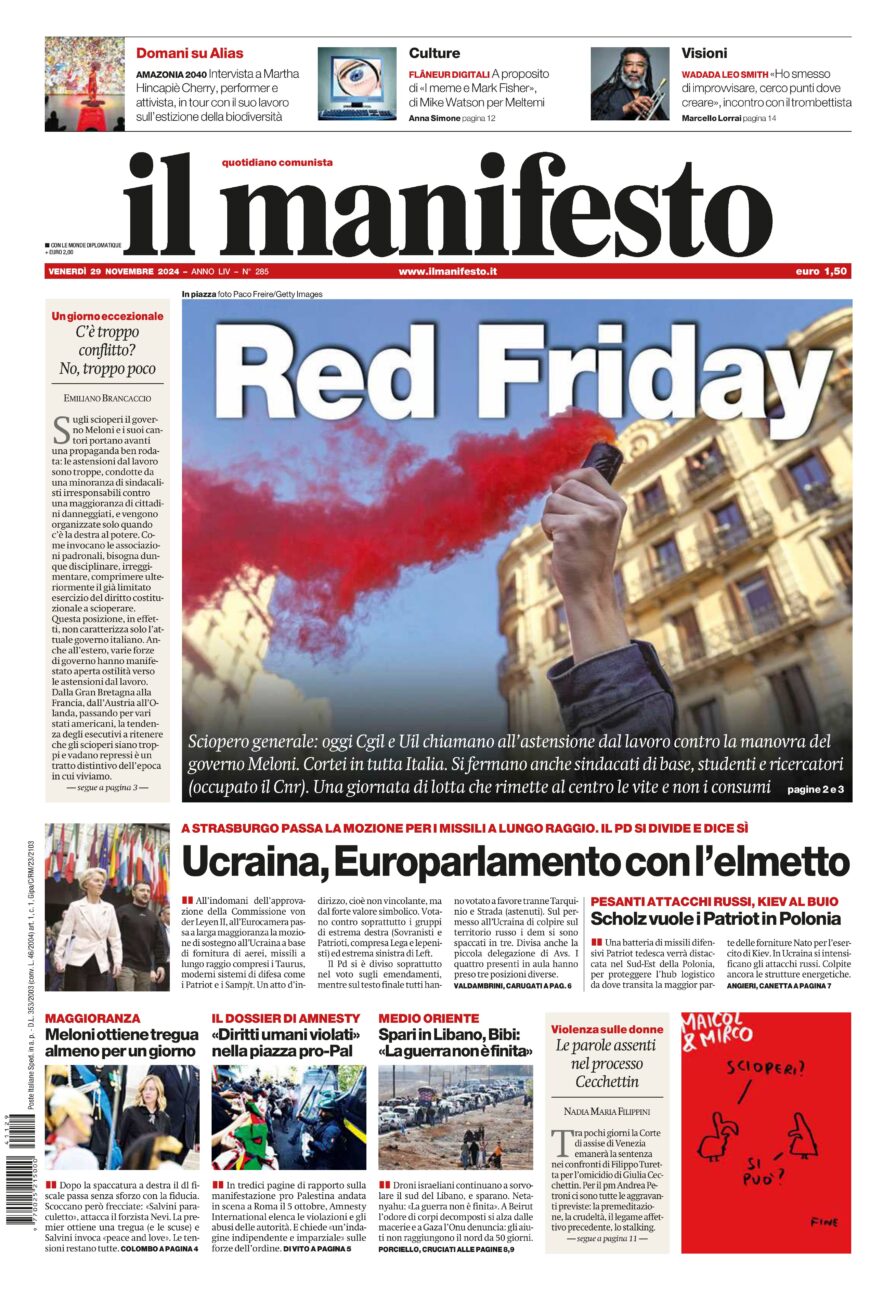 Domani su Alias
AMAZONIA 2040 Intervista a Martha
Hincapiè Cherry, performer e
attivista, in tour con il suo lavoro
sull'estizione della biodiversità
Culture
FLÂNEUR DIGITALI A proposito
di «I meme e Mark Fisher»,
di Mike Watson per Meltemi
Anna Simone pagina 12
Visioni
WADADA LEO SMITH «Ho smesso
di improvvisare, cerco punti dove
creare», incontro con il trombettista
Marcello Lorrai pagina 14
quotidiano comunista
il manifesto
CON LE MONDE DIPLOMATIQUE
+ EURO 2,00
VENERDÌ 29 NOVEMBRE 2024 – ANNO LIV – N° 285
www.ilmanifesto.it
euro 1,50
Un giorno eccezionale
C'è troppo
conflitto?
No, troppo poco
EMILIANO BRANCACCIO
Sugli scioperi il gover-
no Meloni e i suoi can-
tori portano avanti
una propaganda ben roda-
ta: le astensioni dal lavoro
sono troppe, condotte da
una minoranza di sindacali-
sti irresponsabili contro
una maggioranza di cittadi-
ni danneggiati, e vengono
organizzate solo quando
c'è la destra al potere. Co-
me invocano le associazio-
ni padronali, bisogna dun-
que disciplinare, irreggi-
mentare, comprimere ulte-
riormente il già limitato
esercizio del diritto costitu-
zionale a scioperare.
Questa posizione, in effet-
ti, non caratterizza solo l'at-
tuale governo italiano. An-
che all'estero, varie forze
di governo hanno manife-
stato aperta ostilità verso
le astensioni dal lavoro.
Dalla Gran Bretagna alla
Francia, dall'Austria all'O-
landa, passando per vari
stati americani, la tenden-
za degli esecutivi a ritenere
che gli scioperi siano trop-
pi e vadano repressi è un
tratto distintivo dell'epoca
in cui viviamo.
— segue a pagina 3 —
In piazza foto Paco Freire/Getty Images
Red Friday
Sciopero generale: oggi Cgil e Uil chiamano all'astensione dal lavoro contro la manovra del
governo Meloni. Cortei in tutta Italia. Si fermano anche sindacati di base, studenti e ricercatori
(occupato il Cnr). Una giornata di lotta che rimette al centro le vite e non i consumi pagine 2 e 3
A STRASBURGO PASSA LA MOZIONE PER I MISSILI A LUNGO RAGGIO. IL PD SI DIVIDE E DICE SÌ
Ucraina, Europarlamento con l'elmetto
All'indomani dell'approva-
zione della Commissione von
der Leyen II, all'Eurocamera pas-
sa a larga maggioranza la mozio-
ne di sostegno all'Ucraina a base
di fornitura di aerei, missili a
lungo raggio compresi i Taurus,
moderni sistemi di difesa come
i Patriot e i Samp/t. Un atto d'in-
dirizzo, cioè non vincolante, ma
dal forte valore simbolico. Vota-
no contro soprattutto i gruppi
di estrema destra (Sovranisti e
Patrioti, compresa Lega e lepeni-
sti) ed estrema sinistra di Left.
Il Pd si è diviso soprattutto
nel voto sugli emendamenti,
mentre sul testo finale tutti han-
no votato a favore tranne Tarqui-
nio e Strada (astenuti). Sul per-
messo all'Ucraina di colpire sul
territorio russo i dem si sono
spaccati in tre. Divisa anche la
piccola delegazione di Avs. I
quattro presenti in aula hanno
preso tre posizioni diverse.
VALDAMBRINI, CARUGATI A PAG. 6
PESANTI ATTACCHI RUSSI, KIEV AL BUIO
Scholz vuole i Patriot in Polonia
Una batteria di missili difen-
sivi Patriot tedesca verrà distac-
cata nel Sud-Est della Polonia,
per proteggere l'hub logistico
da dove transita la maggior par-
te delle forniture Nato per l'eser-
cito di Kiev. In Ucraina si intensi-
ficano gli attacchi russi. Colpite
ancora le strutture energetiche.
ANGIERI, CANETTA A PAGINA 7
MAGGIORANZA
Meloni ottiene tregua
almeno per un giorno
Dopo la spaccatura a destra il dl fi-
scale passa senza sforzo con la fiducia.
Scoccano però frecciate: «Salvini para-
culetto», attacca il forzista Nevi. La pre-
mier ottiene una tregua (e le scuse) e
Salvini invoca «peace and love». Le ten-
sioni restano tutte. COLOMBO A PAGINA 4
IL DOSSIER DI AMNESTY
«Diritti umani violati»
nella piazza pro-Pal
In tredici pagine di rapporto sulla
manifestazione pro Palestina andata
in scena a Roma il 5 ottobre, Amnesty
International elenca le violazioni e gli
abusi delle autorità. E chiede «un'inda-
gine indipendente e imparziale» sulle
forze dell'ordine. DI VITO A PAGINA 5
MEDIO ORIENTE
Spari in Libano, Bibi:
«La guerra non è finita»
Droni israeliani continuano a sorvo-
lare il sud del Libano, e sparano. Neta-
nyahu: «La guerra non è finita». A Beirut
l'odore di corpi decomposti si alza dalle
macerie e a Gaza l'Onu denuncia: gli aiu-
ti non raggiungono il nord da 50 giorni.
PORCIELLO, CRUCIATI ALLE PAGINE 8,9
Violenza sulle donne
Le parole assenti
nel processo
Cecchettin
NADIA MARIA FILIPPINI
Tra pochi giorni la Corte
di assise di Venezia
emanerà la sentenza
nei confronti di Filippo Turet-
ta per l'omicidio di Giulia Cec-
chettin. Per il pm Andrea Pe-
troni ci sono tutte le aggravan-
ti previste: la premeditazio-
ne, la crudeltà, il legame affet-
tivo precedente, lo stalking.
— segue a pagina 11 —
MAICOL
& MIRCO
SCIOPERI?
SI
PUÒ?
FINE
Poste Italiane Sped. in a. p. - D.L. 353/2003 (conv. L. 46/2004) art. 1, c. 1, Gipa/C/RM/23/2103
41129
9 770025 215000